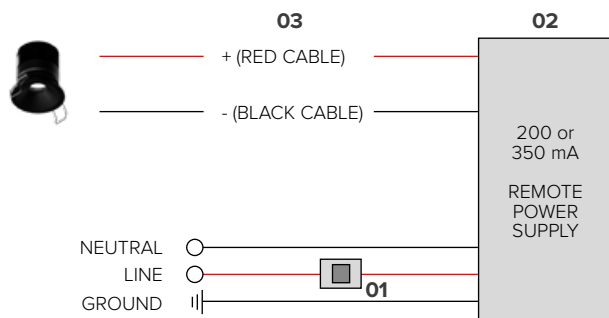 03
02
+ (RED CABLE)
- (BLACK CABLE)
200 or
350 mA
REMOTE
POWER
SUPPLY
NEUTRAL
LINE
01
GROUND